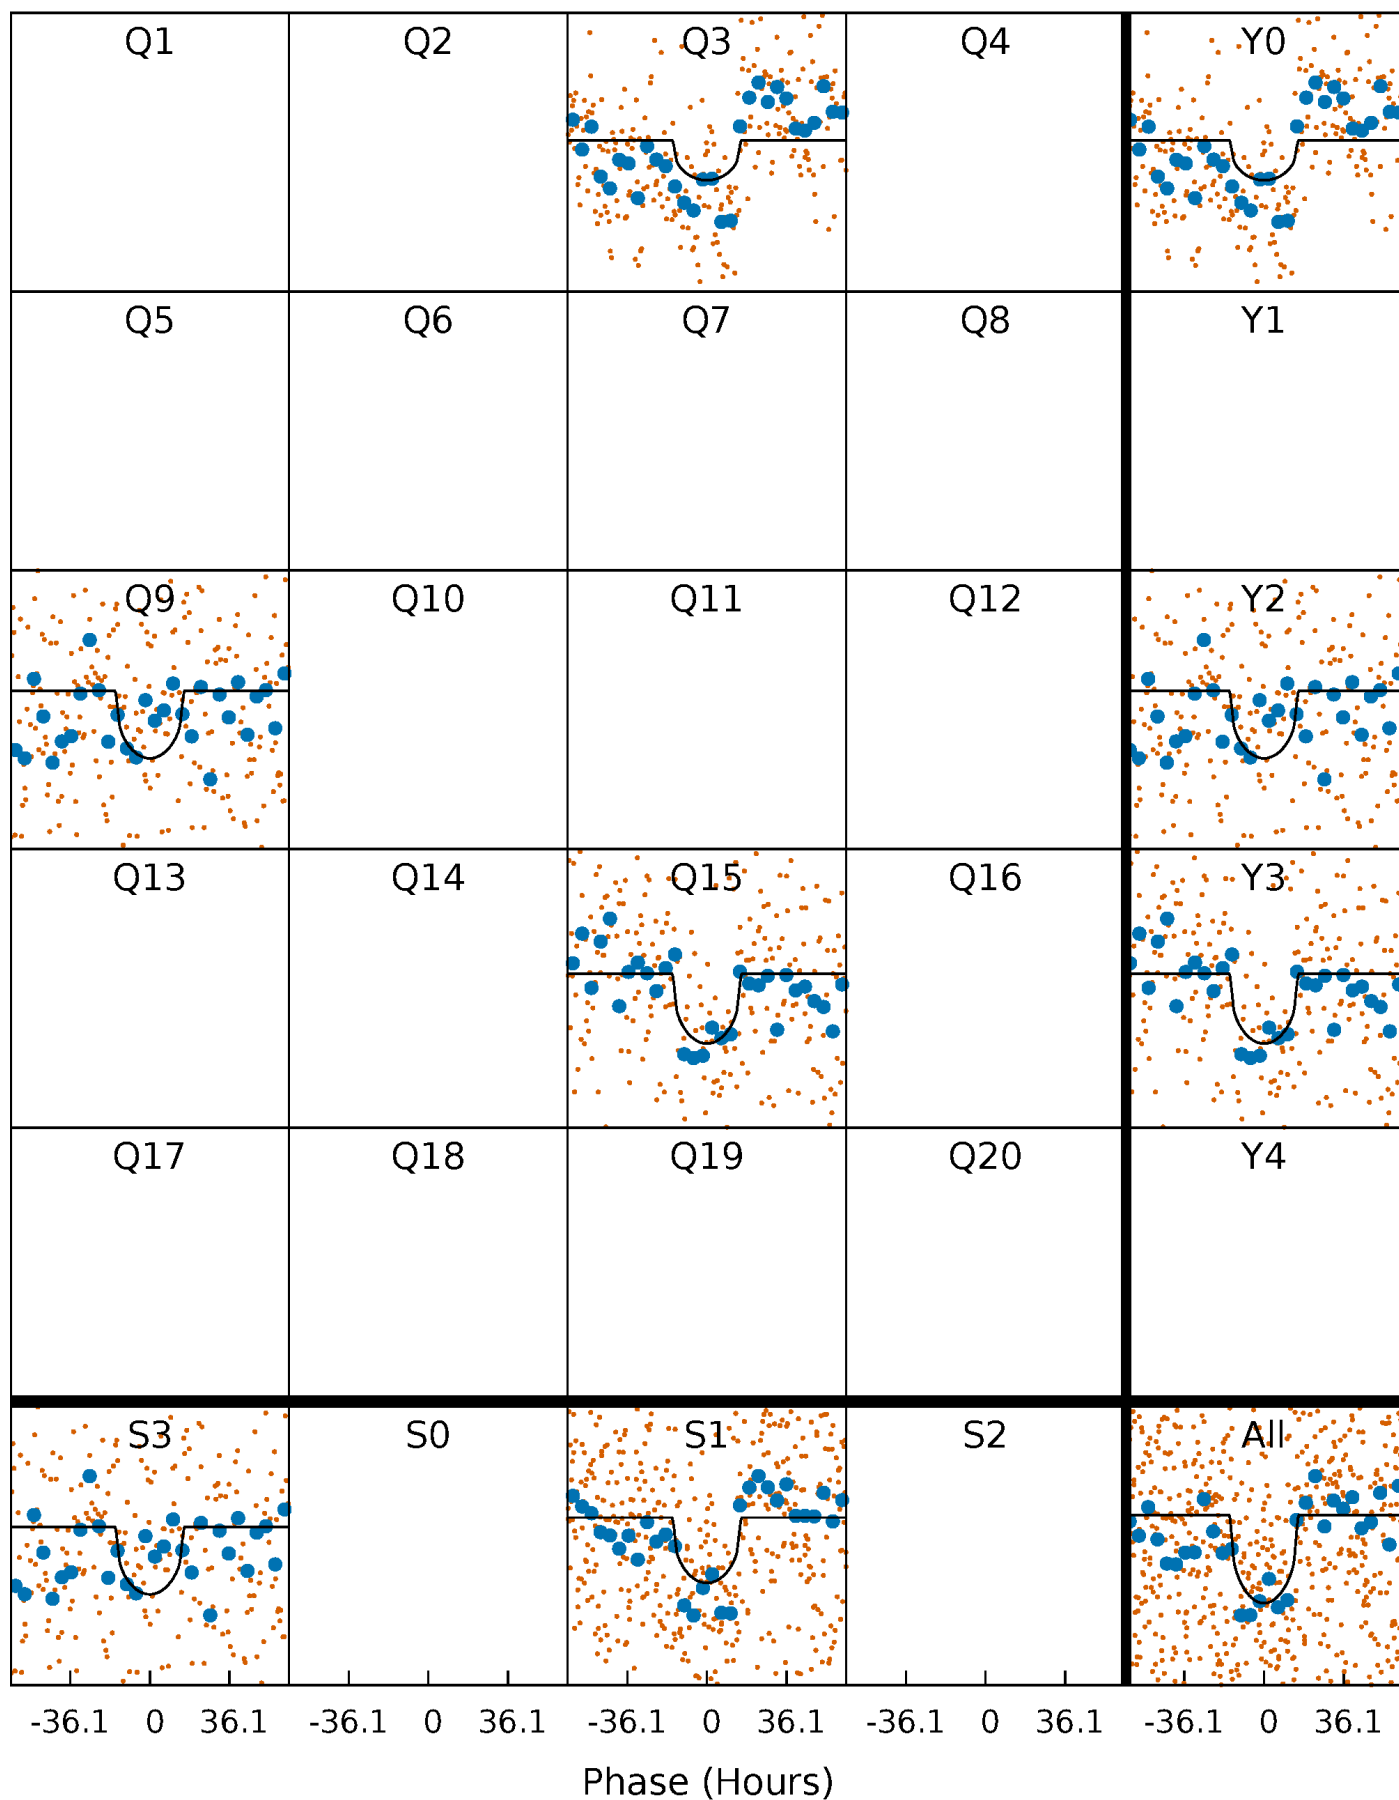 Q1 Q2 Q3 Q4 Y0
Q5 Q6 Q7 Q8 Y1
Q9 Q10 Q11 Q12 Y2
Q13 Q14 Q15 Q16 Y3
Q17 Q18 Q19 Q20 Y4
S3 S0 S1 S2 All
-36.1 0 36.1 -36.1 0 36.1 -36.1 0 36.1 -36.1 0 36.1 -36.1 0 36.1
Phase (Hours)